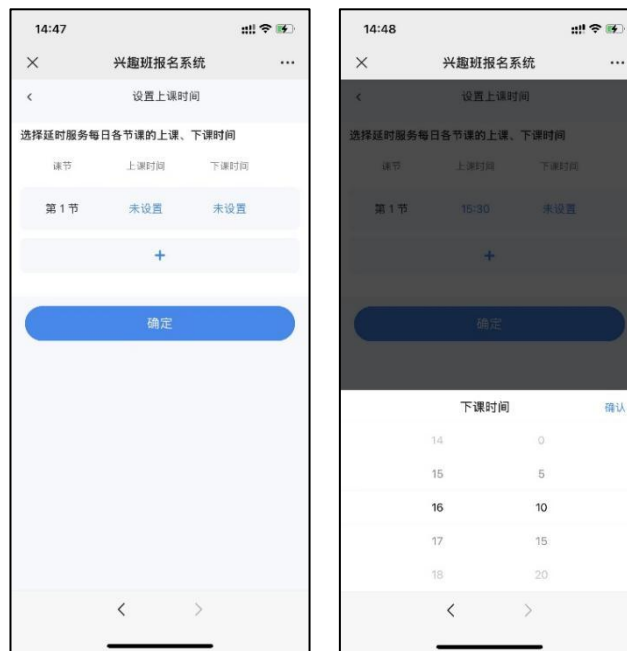 14:47
兴趣班报名系统
设置上课时间
选择延时服务每日各节课的上课、下课时间
课节 上课时间 下课时间
第 1 节 未设置 未设置
+
确定
14:48
兴趣班报名系统
设置上课时间
选择延时服务每日各节课的上课、下课时间
课节 上课时间 下课时间
第 1 节 15:30 未设置
+
确定
下课时间 确认
14 0
15 5
16 10
17 15
18 20